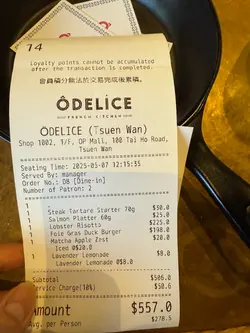 14
Loyalty points cannot be accumulated
after the transaction is completed.
會員積分無法於交易完成後累積。
ÔDELICE
FRENCH KITCHEN
ÔDELICE (Tsuen Wan)
Shop 1002, 1/F, OP Mall, 100 Tai Ho Road,
Tsuen Wan
Seating Time: 2025-05-07 12:15:35
Served By: manager
Order No.: D8 [Dine-in]
Number of Patron: 2
1 Steak Tartare Starter 70g $30.0
1 Salmon Platter 60g $25.0
1 Lobster Risotto $225.0
1 Foie Gras Duck Burger $198.0
1 Matcha Apple Zest $20.0
Iced @$20.0
1 Lavender Lemonade $8.0
Lavender Lemonade @$8.0
Subtotal $506.0
Service Charge(10%) $50.6
Amount $557.0
Avg. per Person $278.5